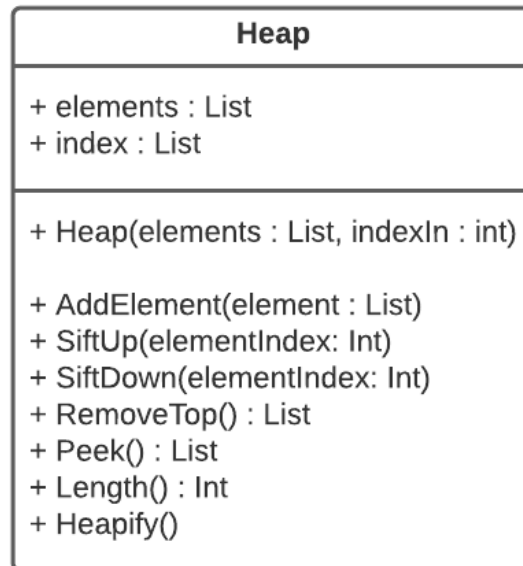 Heap
+ elements : List
+ index : List
+ Heap(elements : List, indexIn : int)
+ AddElement(element : List)
+ SiftUp(elementIndex: Int)
+ SiftDown(elementIndex: Int)
+ RemoveTop() : List
+ Peek() : List
+ Length() : Int
+ Heapify()